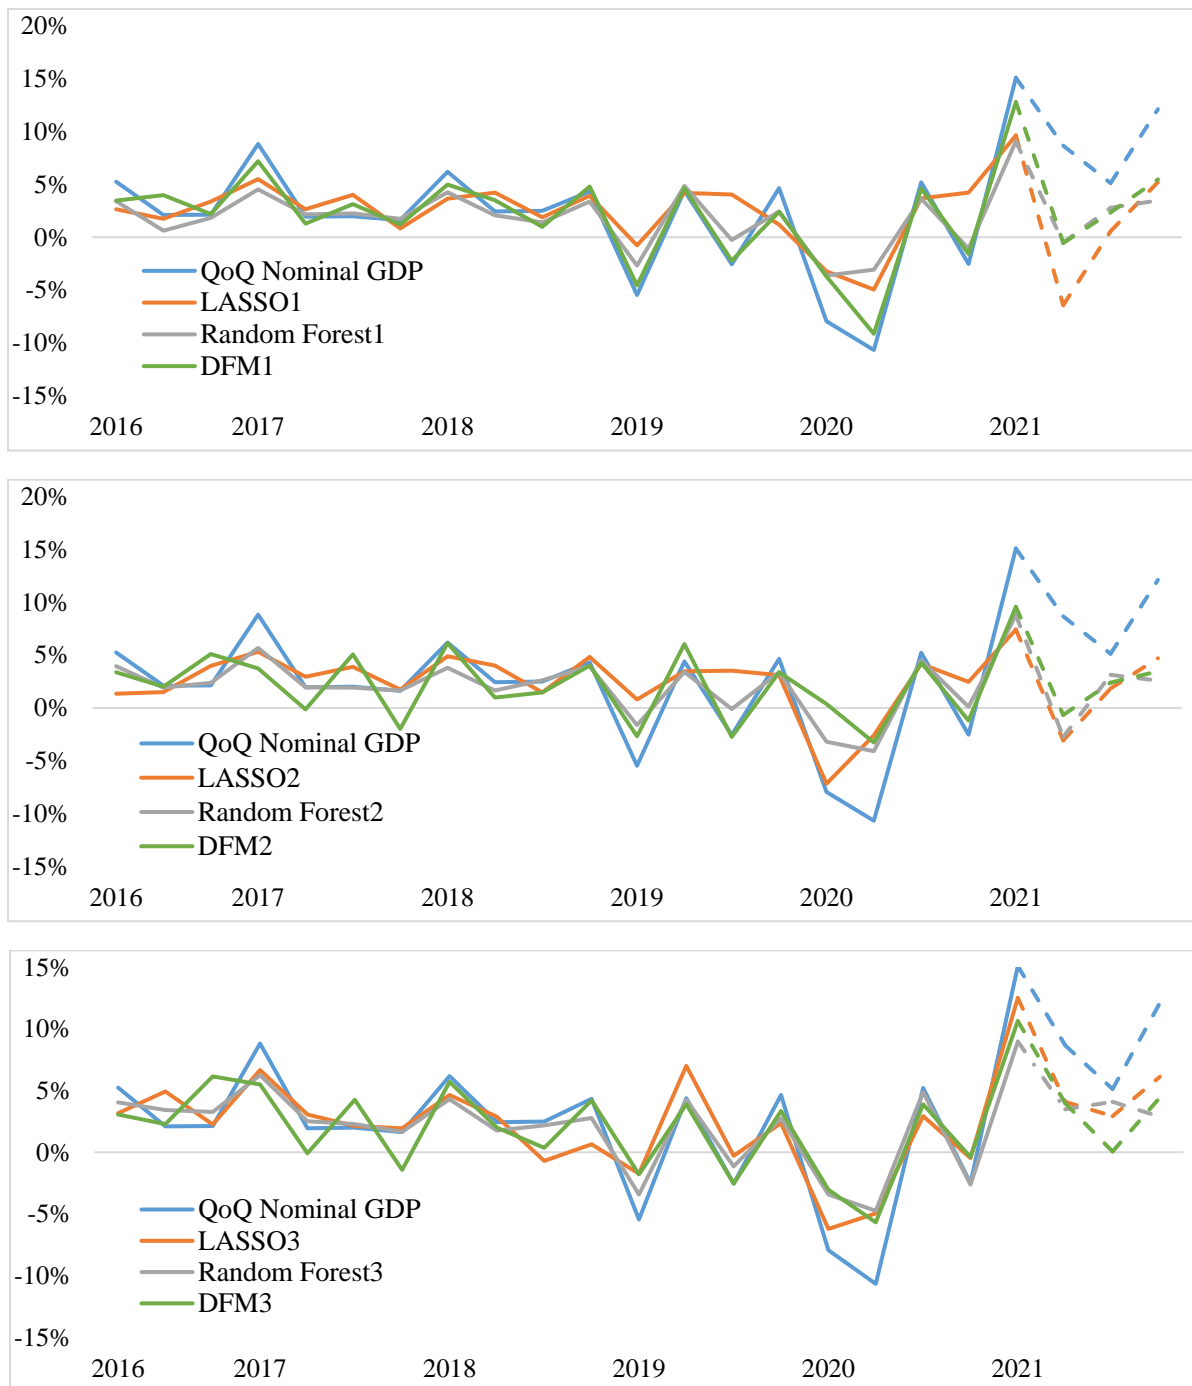 20%
15%
10%
5%
0%
-5%
-10%
-15%
QoQ Nominal GDP
LASSO1
Random Forest1
DFM1
2016 2017 2018 2019 2020 2021
20%
15%
10%
5%
0%
-5%
-10%
-15%
QoQ Nominal GDP
LASSO2
Random Forest2
DFM2
2016 2017 2018 2019 2020 2021
15%
10%
5%
0%
-5%
-10%
-15%
QoQ Nominal GDP
LASSO3
Random Forest3
DFM3
2016 2017 2018 2019 2020 2021